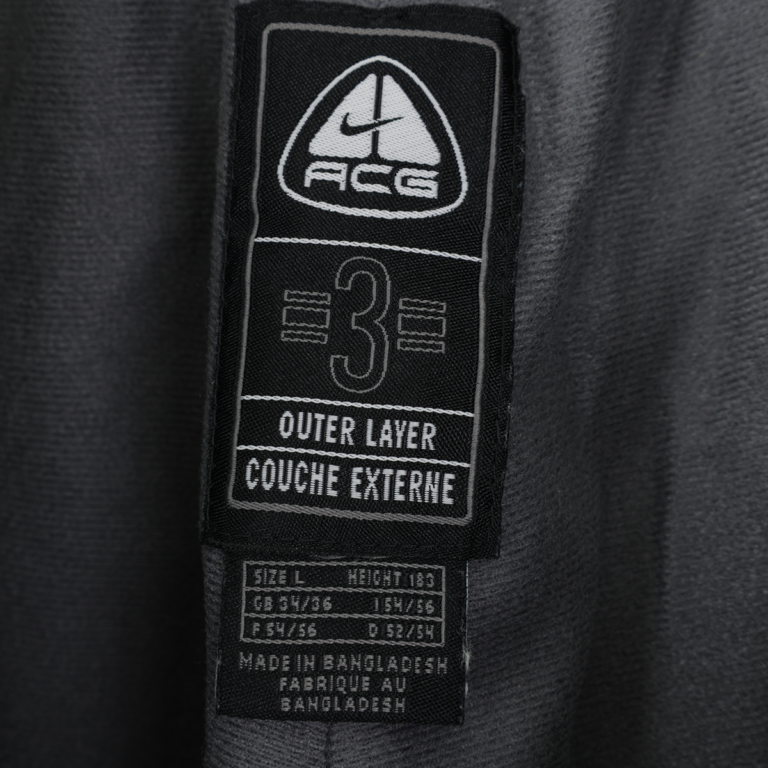 ACG
3
OUTER LAYER
COUCHE EXTERNE
SIZE L HEIGHT 183
GB 34/36 I 54/56
F 54/56 D 52/54
MADE IN BANGLADESH
FABRIQUE AU
BANGLADESH